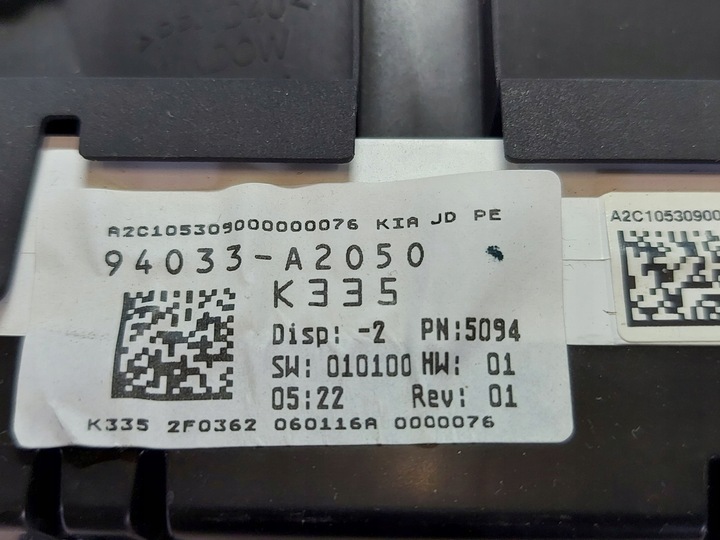 A2C105309000000076 KIA JD PE
94033-A2050
K335
Disp: -2 PN:5094
SW: 010100 HW: 01
05:22 Rev: 01
K335 2F0362 060116A 0000076
A2C10530900